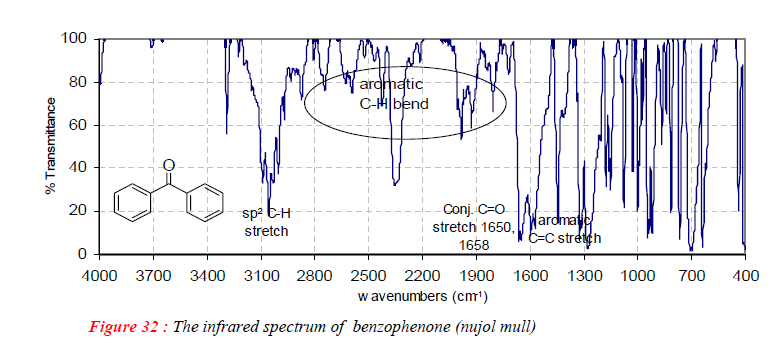 100
80
60
40
20
0
% Transmittance
aromatic
C-H bend
O
sp² C-H
stretch
Conj. C=O
stretch 1650,
1658
aromatic
C=C stretch
4000 3700 3400 3100 2800 2500 2200 1900 1600 1300 1000 700 400
wavenumbers (cm¹)
Figure 32 : The infrared spectrum of benzophenone (nujol mull)